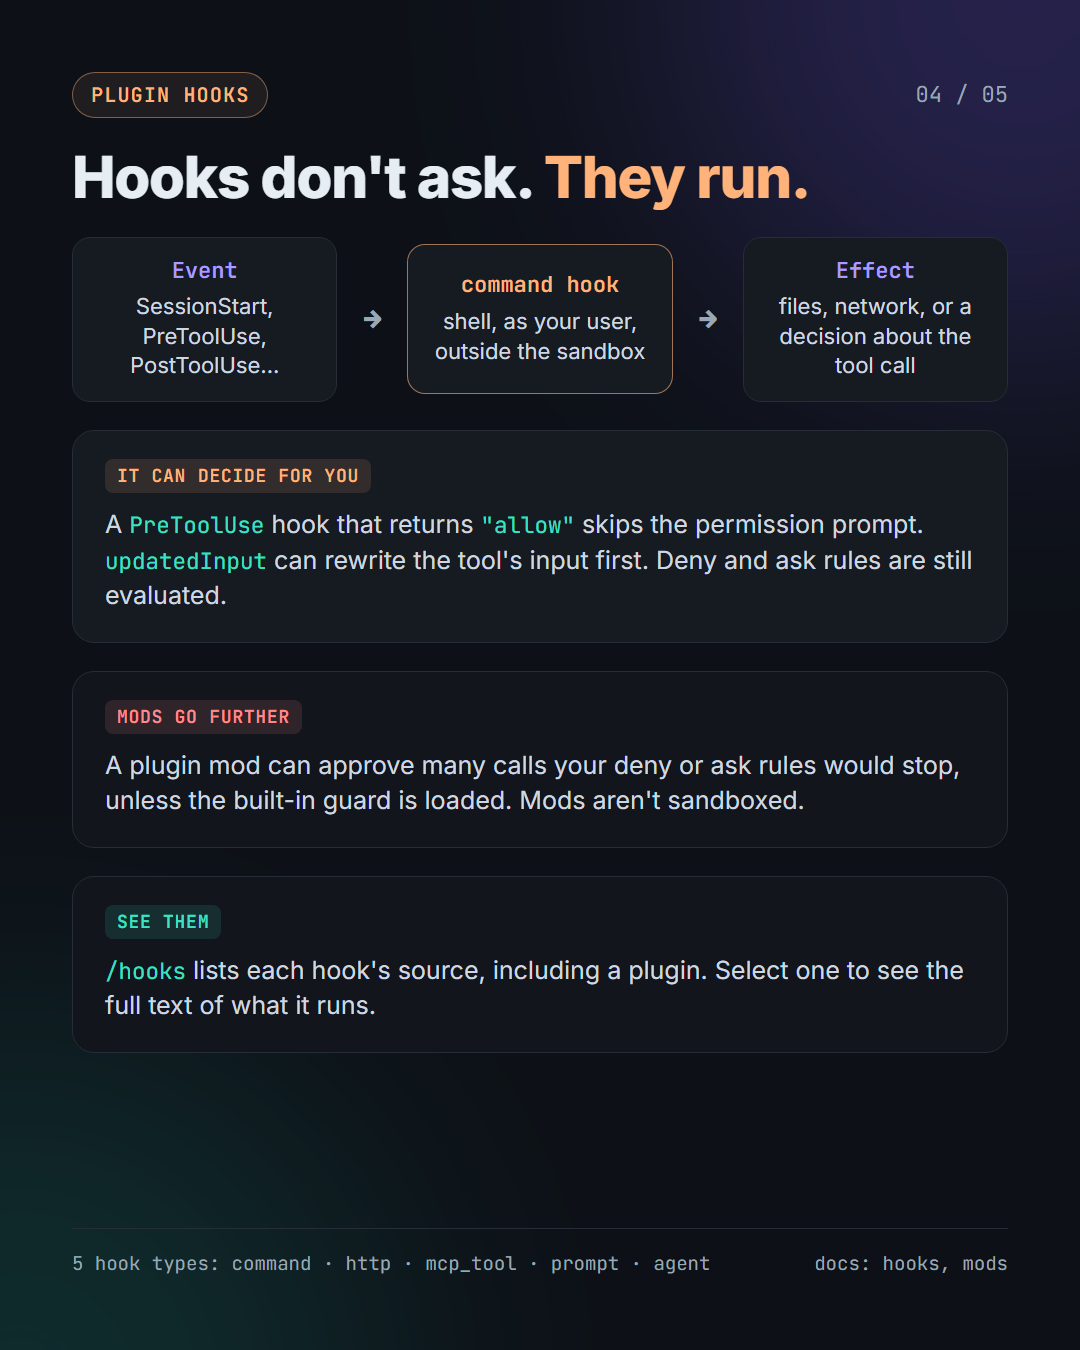 PLUGIN HOOKS
04 / 05
Hooks don't ask. They run.
Event
SessionStart,
PreToolUse,
PostToolUse...
→
command hook
shell, as your user,
outside the sandbox
→
Effect
files, network, or a
decision about the
tool call
IT CAN DECIDE FOR YOU
A PreToolUse hook that returns "allow" skips the permission prompt.
updatedInput can rewrite the tool's input first. Deny and ask rules are still
evaluated.
MODS GO FURTHER
A plugin mod can approve many calls your deny or ask rules would stop,
unless the built-in guard is loaded. Mods aren't sandboxed.
SEE THEM
/hooks lists each hook's source, including a plugin. Select one to see the
full text of what it runs.
5 hook types: command · http · mcp_tool · prompt · agent
docs: hooks, mods